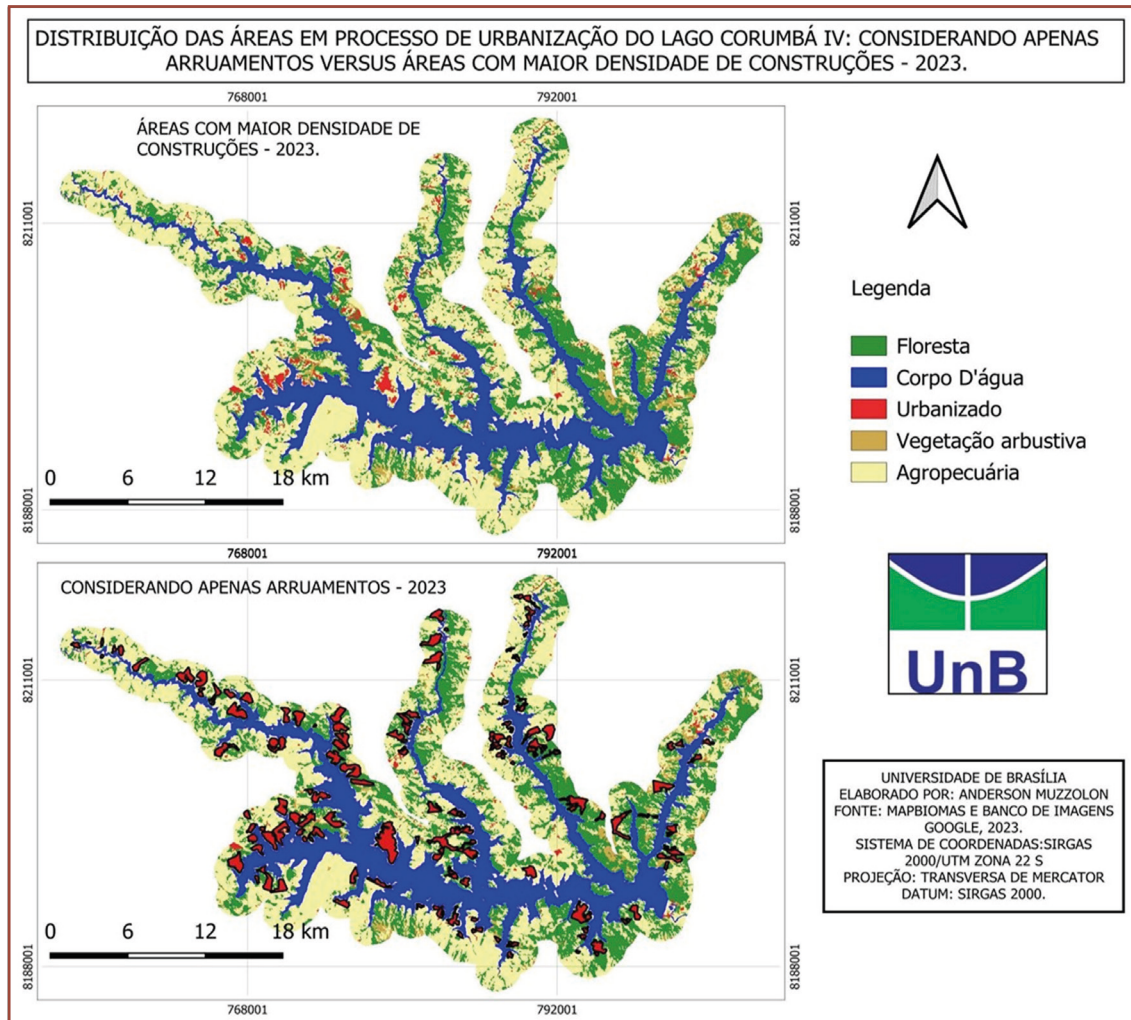 DISTRIBUIÇÃO DAS ÁREAS EM PROCESSO DE URBANIZAÇÃO DO LAGO CORUMBÁ IV: CONSIDERANDO APENAS
ARRUAMENTOS VERSUS ÁREAS COM MAIOR DENSIDADE DE CONSTRUÇÕES - 2023.
768001
792001
ÁREAS COM MAIOR DENSIDADE DE
CONSTRUÇÕES - 2023.
8211001
8211001
0 6 12 18 km
8188001
8188001
768001
792001
CONSIDERANDO APENAS ARRUAMENTOS - 2023
8211001
8211001
0 6 12 18 km
8188001
8188001
768001
792001
Legenda
Floresta
Corpo D'água
Urbanizado
Vegetação arbustiva
Agropecuária
UnB
UNIVERSIDADE DE BRASÍLIA
ELABORADO POR: ANDERSON MUZZOLON
FONTE: MAPBIOMAS E BANCO DE IMAGENS
GOOGLE, 2023.
SISTEMA DE COORDENADAS:SIRGAS
2000/UTM ZONA 22 S
PROJEÇÃO: TRANSVERSA DE MERCATOR
DATUM: SIRGAS 2000.